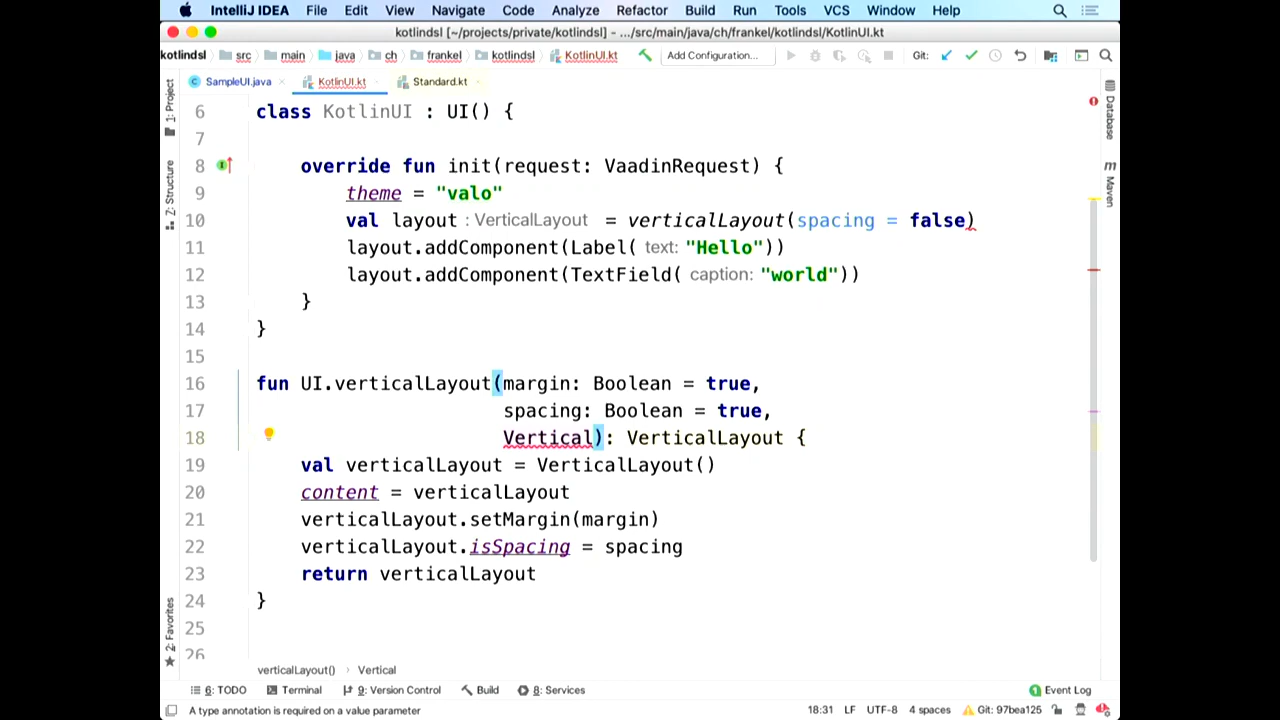 IntelliJ IDEA File Edit View Navigate Code Analyze Refactor Build Run Tools VCS Window Help
kotlindsl [~/projects/private/kotlindsl] - .../src/main/java/ch/frankel/kotlindsl/KotlinUI.kt
kotlindsl › src › main › java › ch › frankel › kotlindsl › KotlinUI.kt Add Configuration... Git:
SampleUI.java KotlinUI.kt Standard.kt
1: Project
Z: Structure
2: Favorites
Database
Maven
6 class KotlinUI : UI() {
7
8 override fun init(request: VaadinRequest) {
9 theme = "valo"
10 val layout : VerticalLayout = verticalLayout(spacing = false)
11 layout.addComponent(Label( text: "Hello"))
12 layout.addComponent(TextField( caption: "world"))
13 }
14 }
15
16 fun UI.verticalLayout(margin: Boolean = true,
17 spacing: Boolean = true,
18 Vertical): VerticalLayout {
19 val verticalLayout = VerticalLayout()
20 content = verticalLayout
21 verticalLayout.setMargin(margin)
22 verticalLayout.isSpacing = spacing
23 return verticalLayout
24 }
25
26
verticalLayout() › Vertical
6: TODO Terminal 9: Version Control Build 8: Services 1 Event Log
A type annotation is required on a value parameter 18:31 LF UTF-8 4 spaces Git: 97bea125